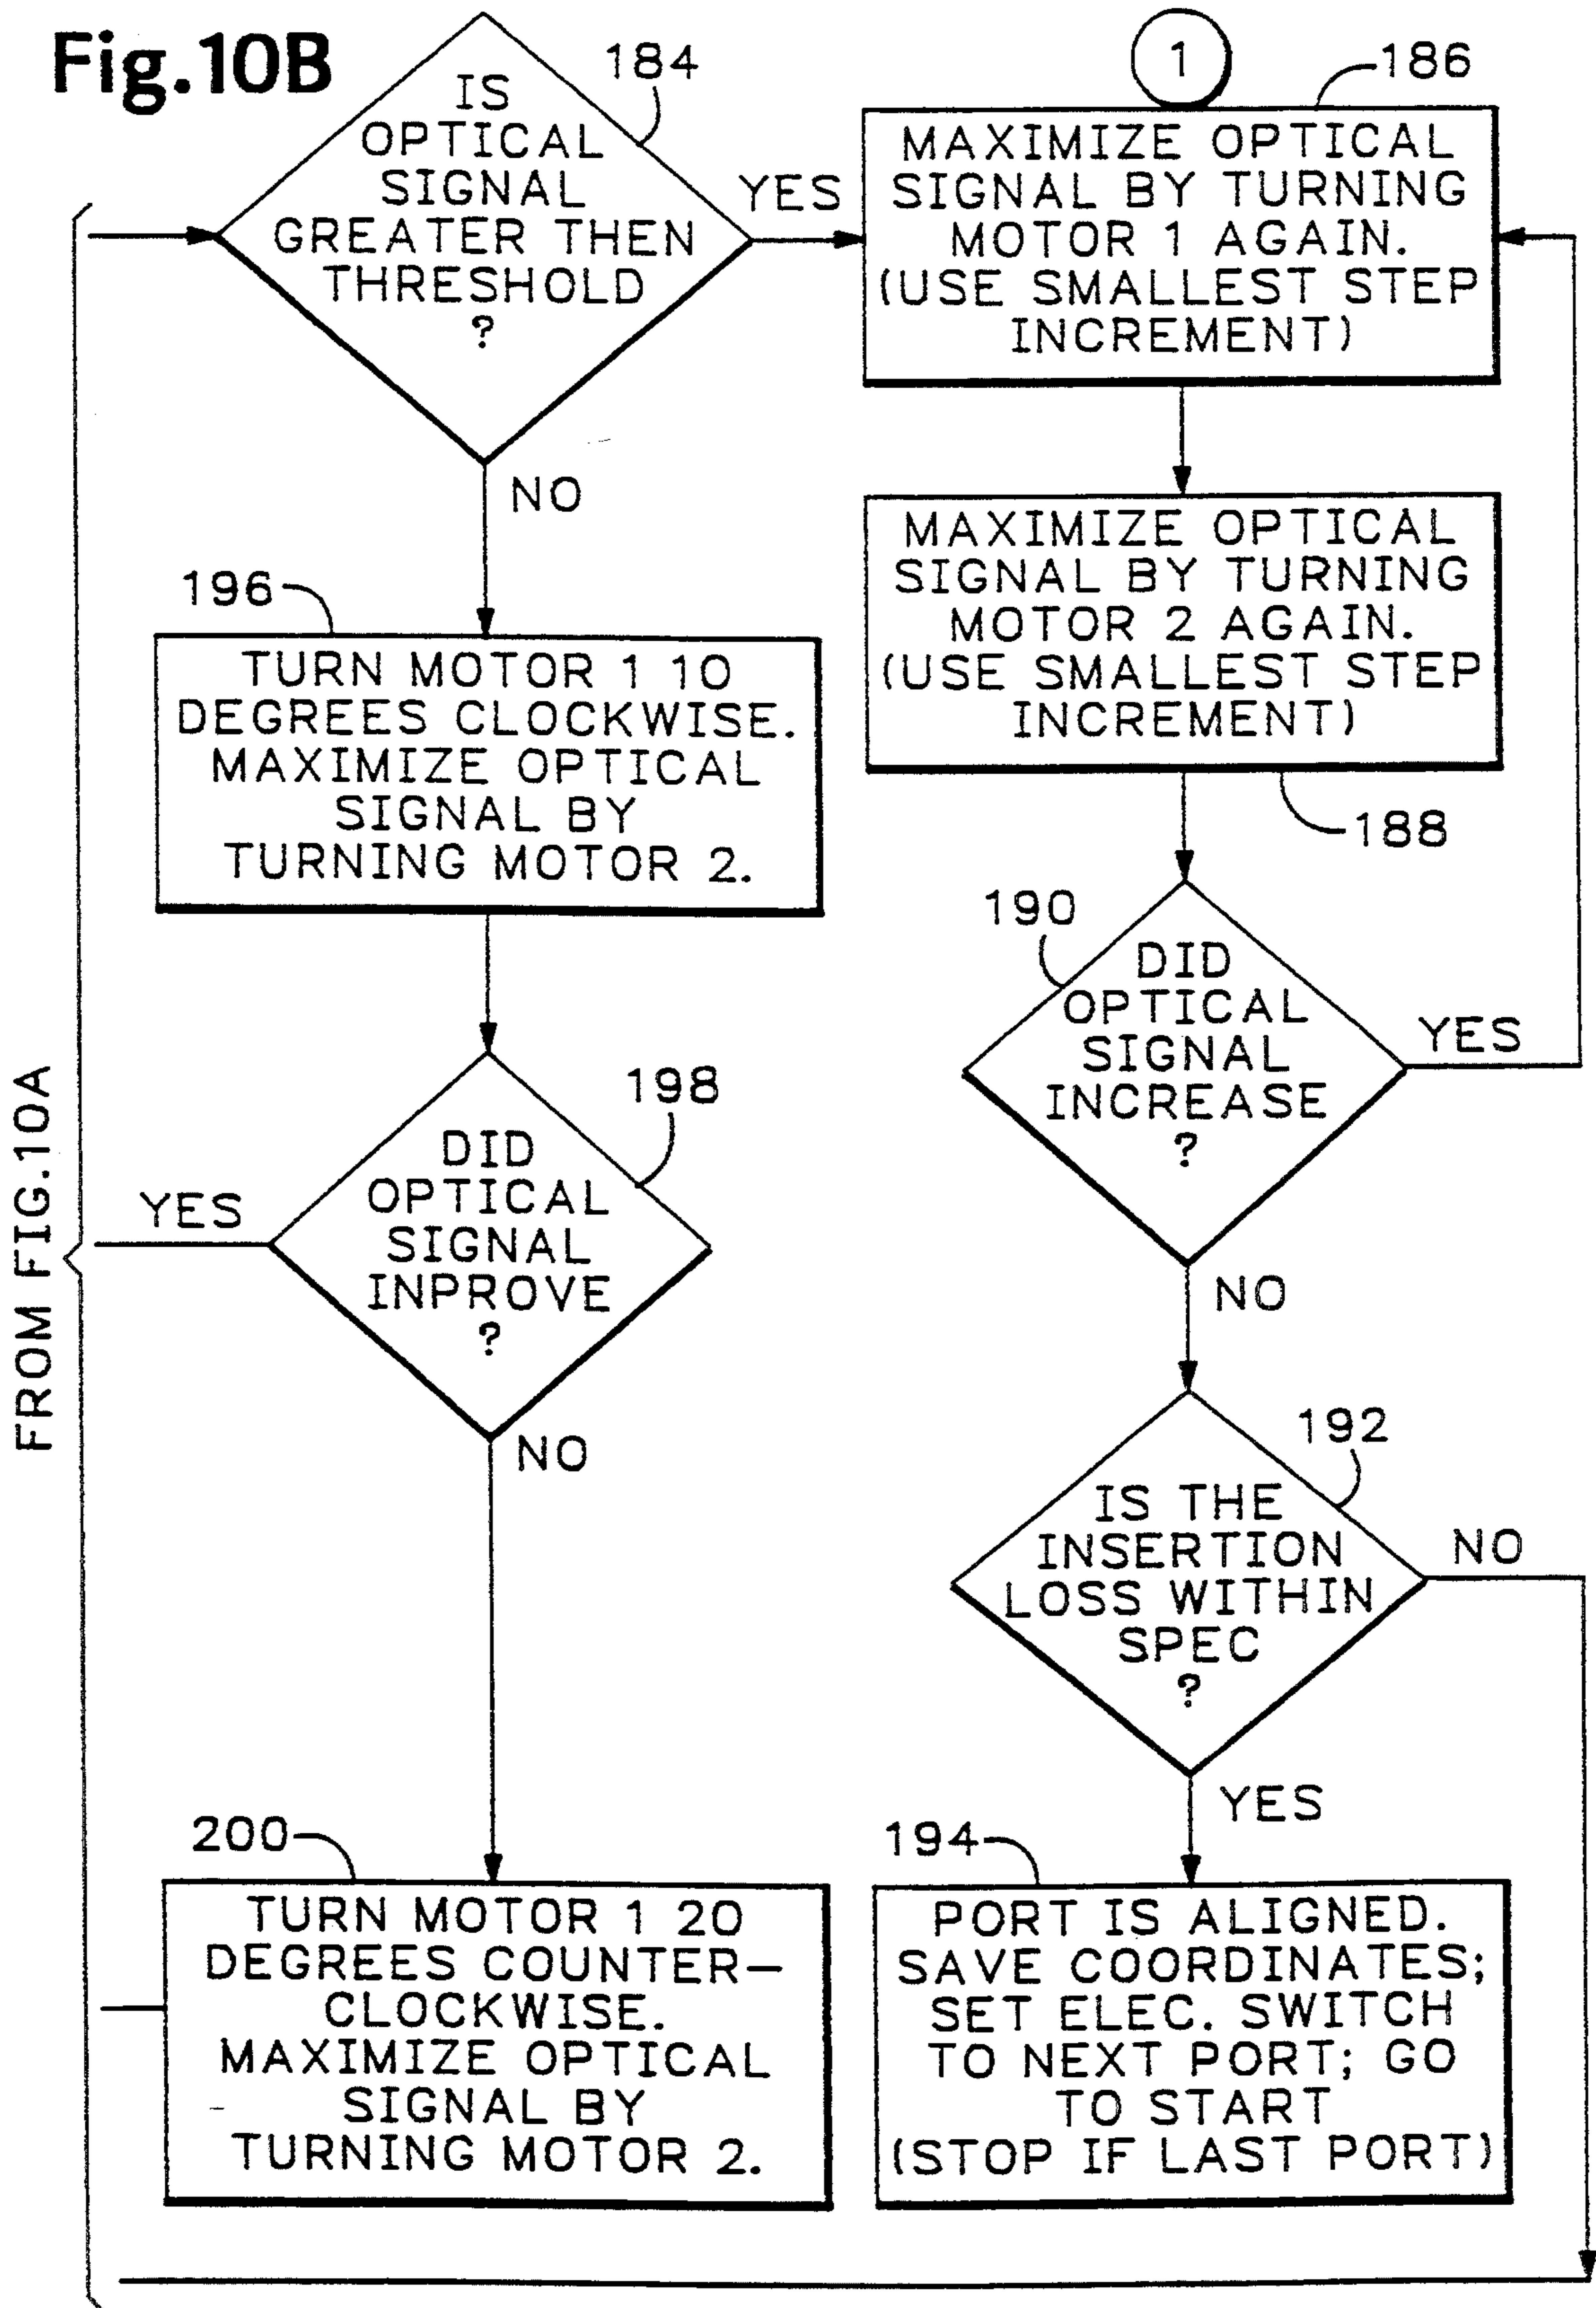 Fig.10B
184
IS
OPTICAL
SIGNAL
GREATER THEN
THRESHOLD
?
YES
NO
1
186
MAXIMIZE OPTICAL
SIGNAL BY TURNING
MOTOR 1 AGAIN.
(USE SMALLEST STEP
INCREMENT)
MAXIMIZE OPTICAL
SIGNAL BY TURNING
MOTOR 2 AGAIN.
(USE SMALLEST STEP
INCREMENT)
188
196
TURN MOTOR 1 10
DEGREES CLOCKWISE.
MAXIMIZE OPTICAL
SIGNAL BY
TURNING MOTOR 2.
190
DID
OPTICAL
SIGNAL
INCREASE
?
YES
NO
198
DID
OPTICAL
SIGNAL
INPROVE
?
YES
NO
FROM FIG.10A
192
IS THE
INSERTION
LOSS WITHIN
SPEC
?
NO
YES
200
TURN MOTOR 1 20
DEGREES COUNTER-
CLOCKWISE.
MAXIMIZE OPTICAL
SIGNAL BY
TURNING MOTOR 2.
194
PORT IS ALIGNED.
SAVE COORDINATES;
SET ELEC. SWITCH
TO NEXT PORT; GO
TO START
(STOP IF LAST PORT)